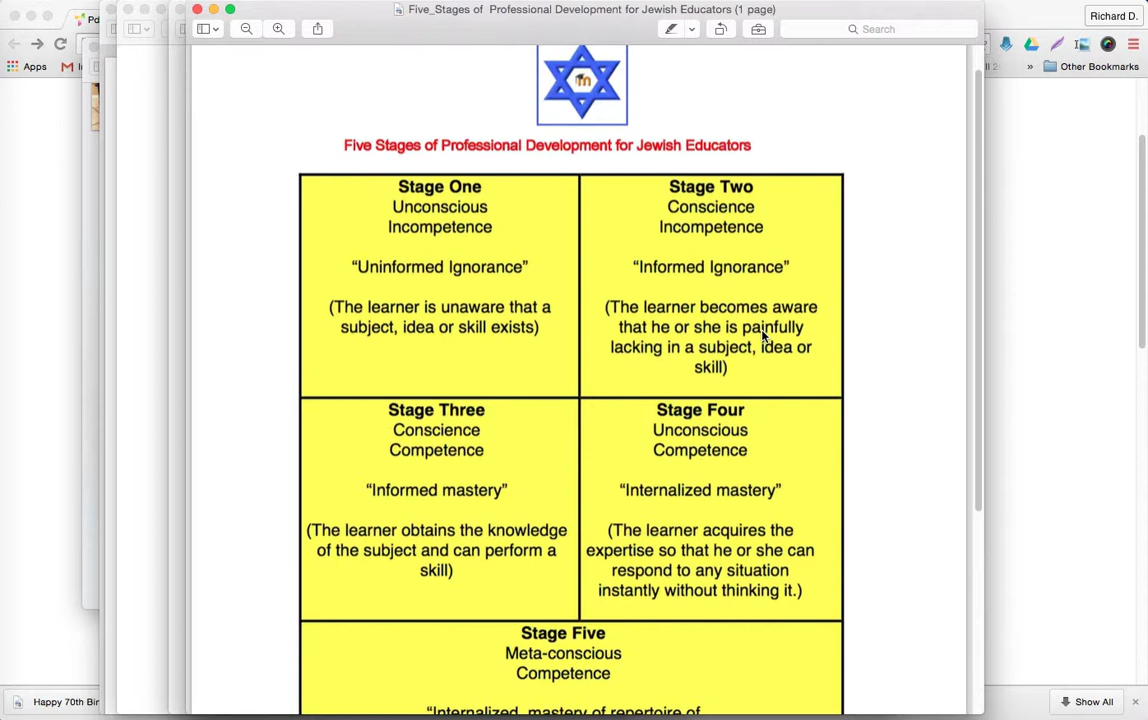 Five_Stages of  Professional Development for Jewish Educators (1 page)
Richard D.
Search
Apps
Other Bookmarks
Five Stages of Professional Development for Jewish Educators
Stage One
Unconscious
Incompetence
“Uninformed Ignorance”
(The learner is unaware that a
subject, idea or skill exists)
Stage Two
Conscience
Incompetence
“Informed Ignorance”
(The learner becomes aware
that he or she is painfully
lacking in a subject, idea or
skill)
Stage Three
Conscience
Competence
“Informed mastery”
(The learner obtains the knowledge
of the subject and can perform a
skill)
Stage Four
Unconscious
Competence
“Internalized mastery”
(The learner acquires the
expertise so that he or she can
respond to any situation
instantly without thinking it.)
Stage Five
Meta-conscious
Competence
“Internalized  mastery of repertoire of
Happy 70th Bir
Show All